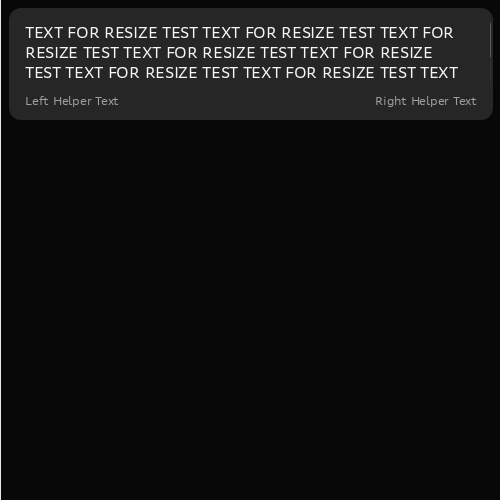 TEXT FOR RESIZE TEST TEXT FOR RESIZE TEST TEXT FOR
RESIZE TEST TEXT FOR RESIZE TEST TEXT FOR RESIZE
TEST TEXT FOR RESIZE TEST TEXT FOR RESIZE TEST TEXT
Left Helper Text
Right Helper Text